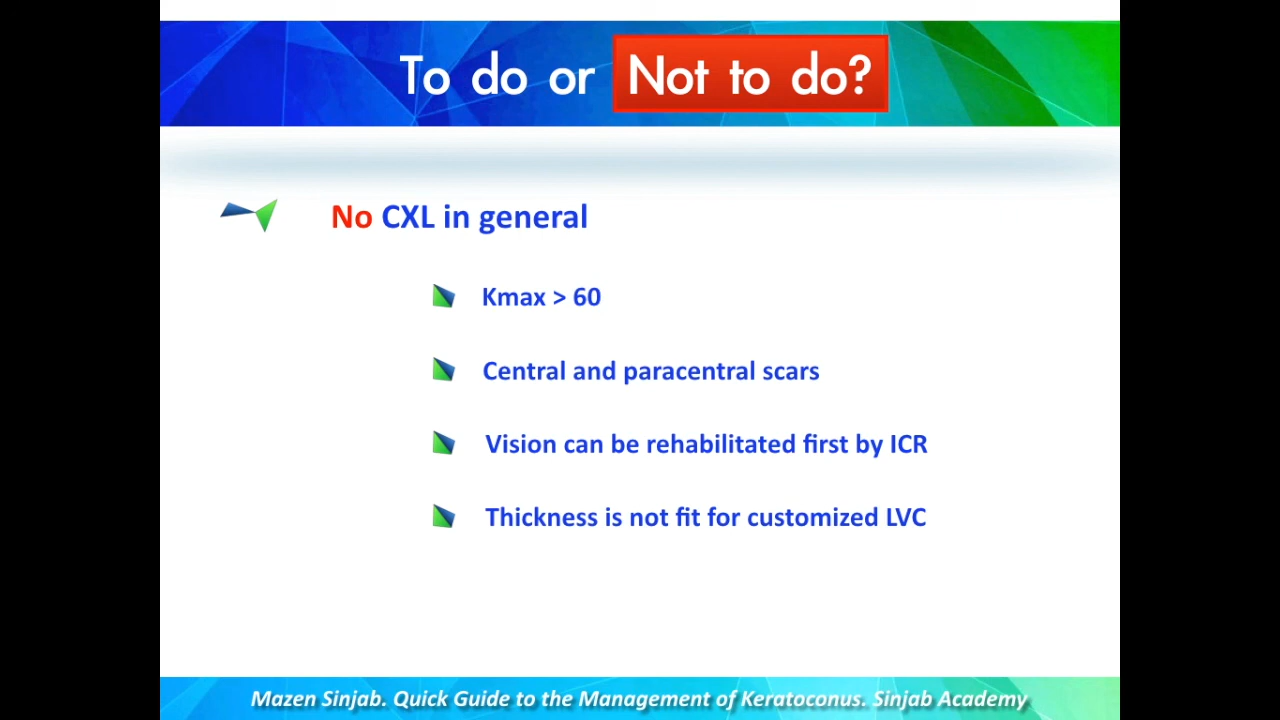 To do or Not to do?
No CXL in general
Kmax > 60
Central and paracentral scars
Vision can be rehabilitated first by ICR
Thickness is not fit for customized LVC
Mazen Sinjab. Quick Guide to the Management of Keratoconus. Sinjab Academy